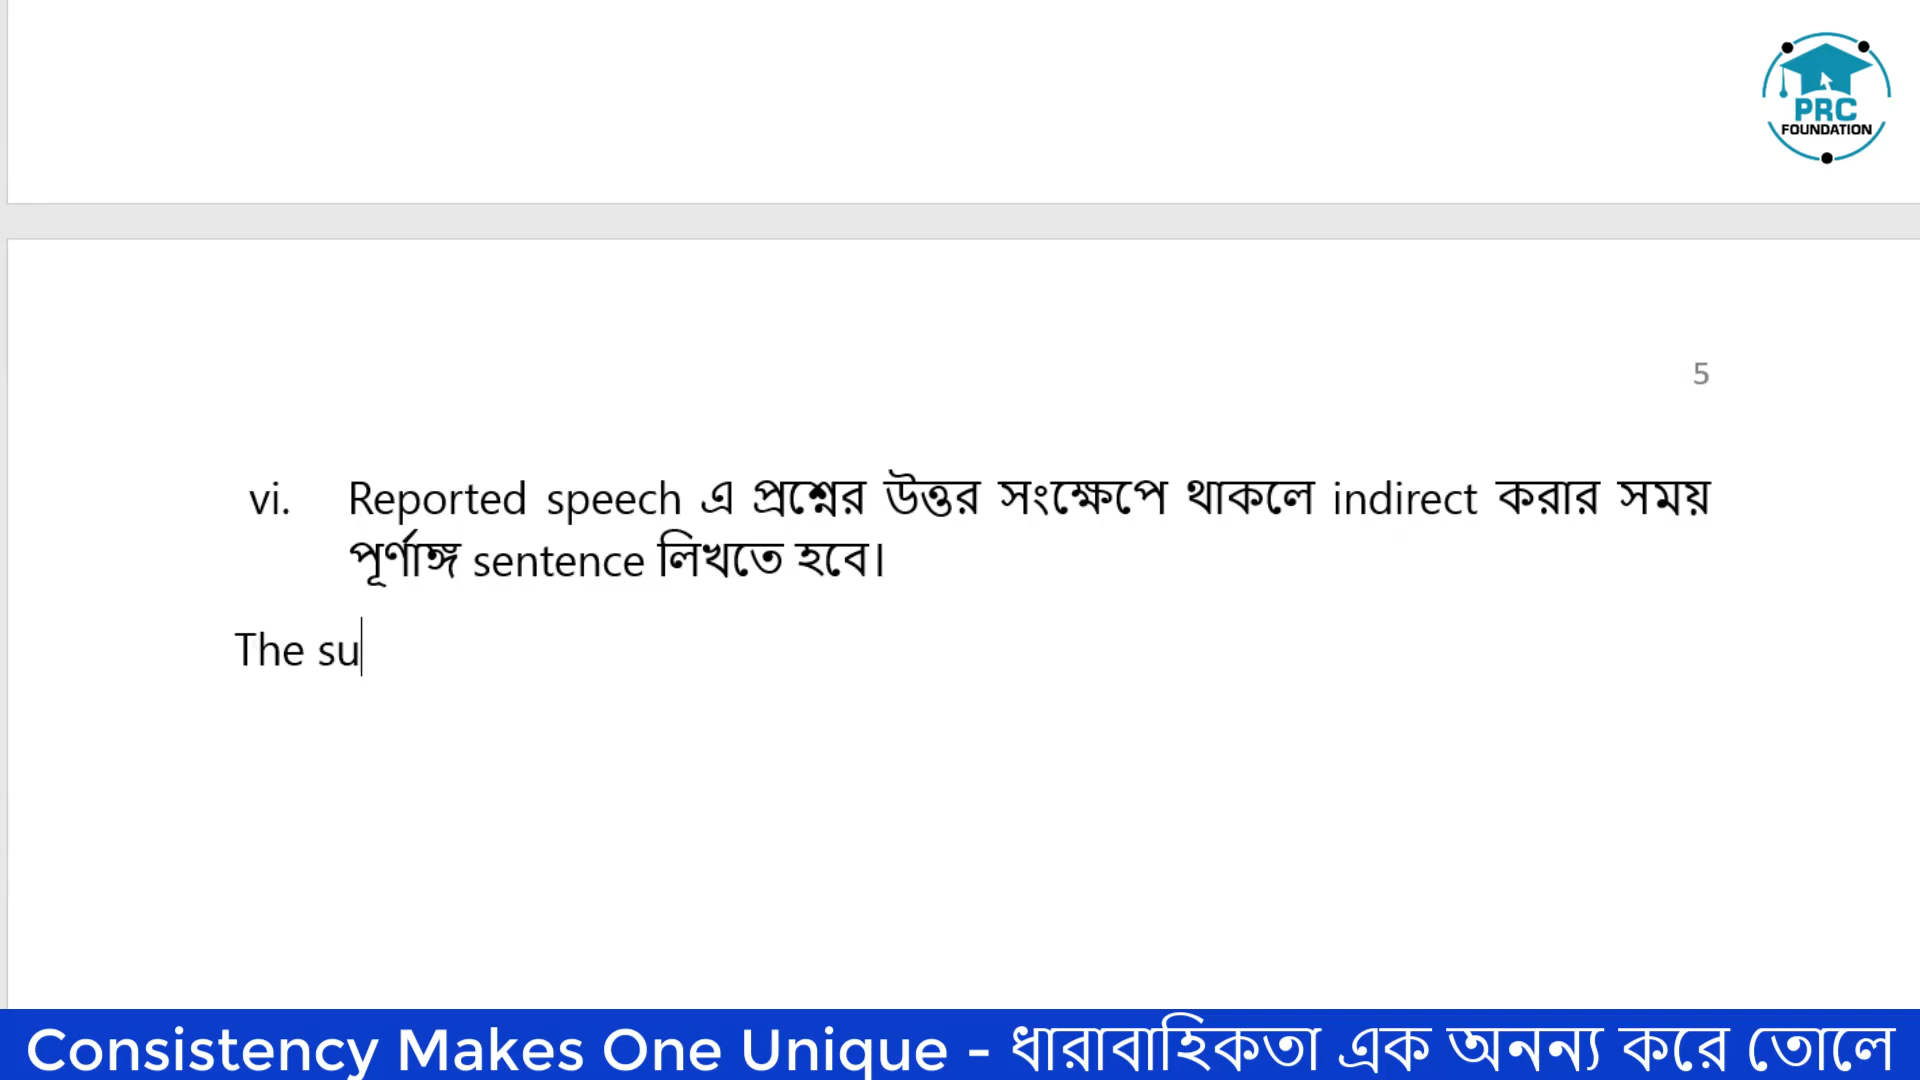 PRC
FOUNDATION
5
vi. Reported speech এ প্রশ্নের উত্তর সংক্ষেপে থাকলে indirect করার সময়
পূর্ণাঙ্গ sentence লিখতে হবে।
The su
Consistency Makes One Unique - ধারাবাহিকতা এক অনন্য করে তোলে